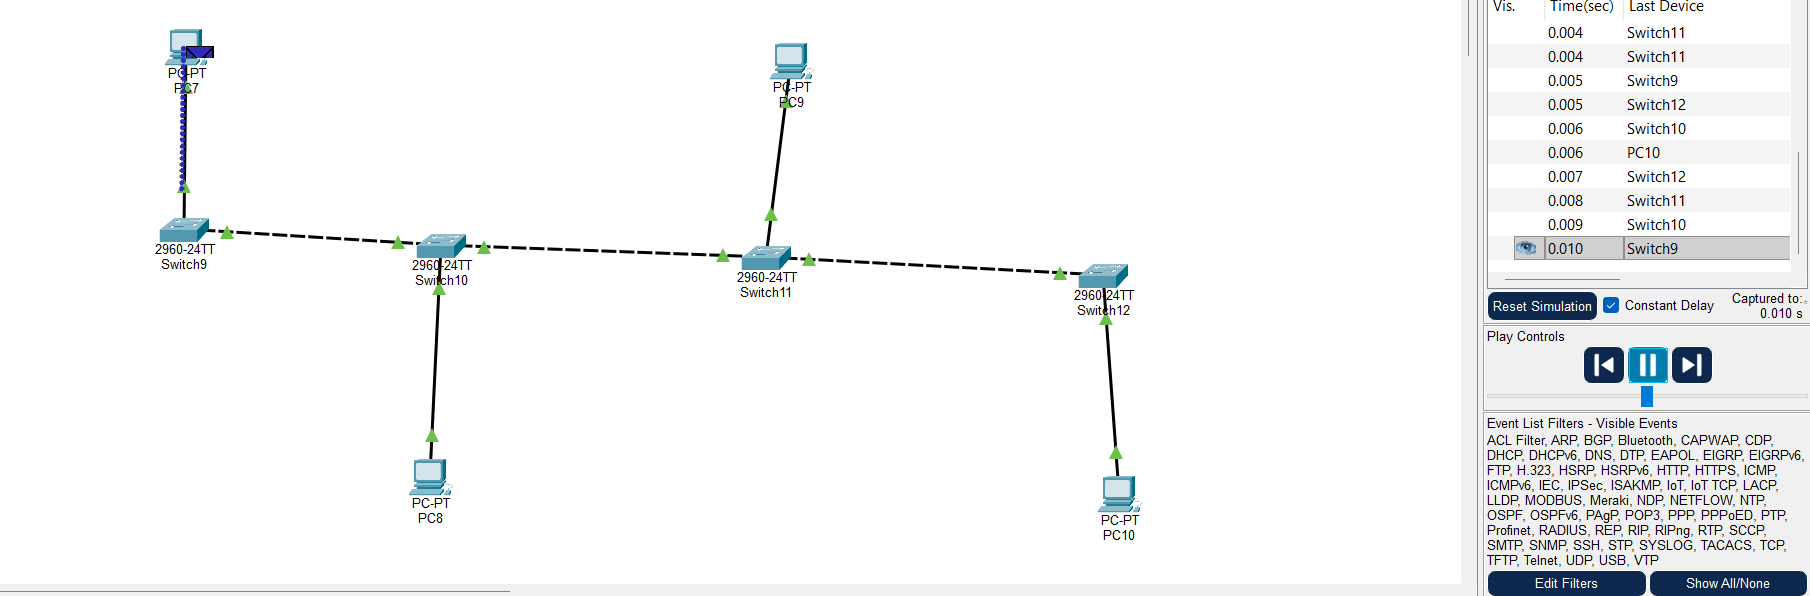 PC-PT
PC7
PC-PT
PC9
2960-24TT
Switch9
2960-24TT
Switch10
2960-24TT
Switch11
2960-24TT
Switch12
PC-PT
PC8
PC-PT
PC10
Vis. Time(sec) Last Device
0.004 Switch11
0.004 Switch11
0.005 Switch9
0.005 Switch12
0.006 Switch10
0.006 PC10
0.007 Switch12
0.008 Switch11
0.009 Switch10
0.010 Switch9
Reset Simulation Constant Delay Captured to:
0.010 s
Play Controls
Event List Filters - Visible Events
ACL Filter, ARP, BGP, Bluetooth, CAPWAP, CDP,
DHCP, DHCPv6, DNS, DTP, EAPOL, EIGRP, EIGRPv6,
FTP, H.323, HSRP, HSRPv6, HTTP, HTTPS, ICMP,
ICMPv6, IEC, IPSec, ISAKMP, IoT, IoT TCP, LACP,
LLDP, MODBUS, Meraki, NDP, NETFLOW, NTP,
OSPF, OSPFv6, PAgP, POP3, PPP, PPPoED, PTP,
Profinet, RADIUS, REP, RIP, RIPng, RTP, SCCP,
SMTP, SNMP, SSH, STP, SYSLOG, TACACS, TCP,
TFTP, Telnet, UDP, USB, VTP
Edit Filters Show All/None